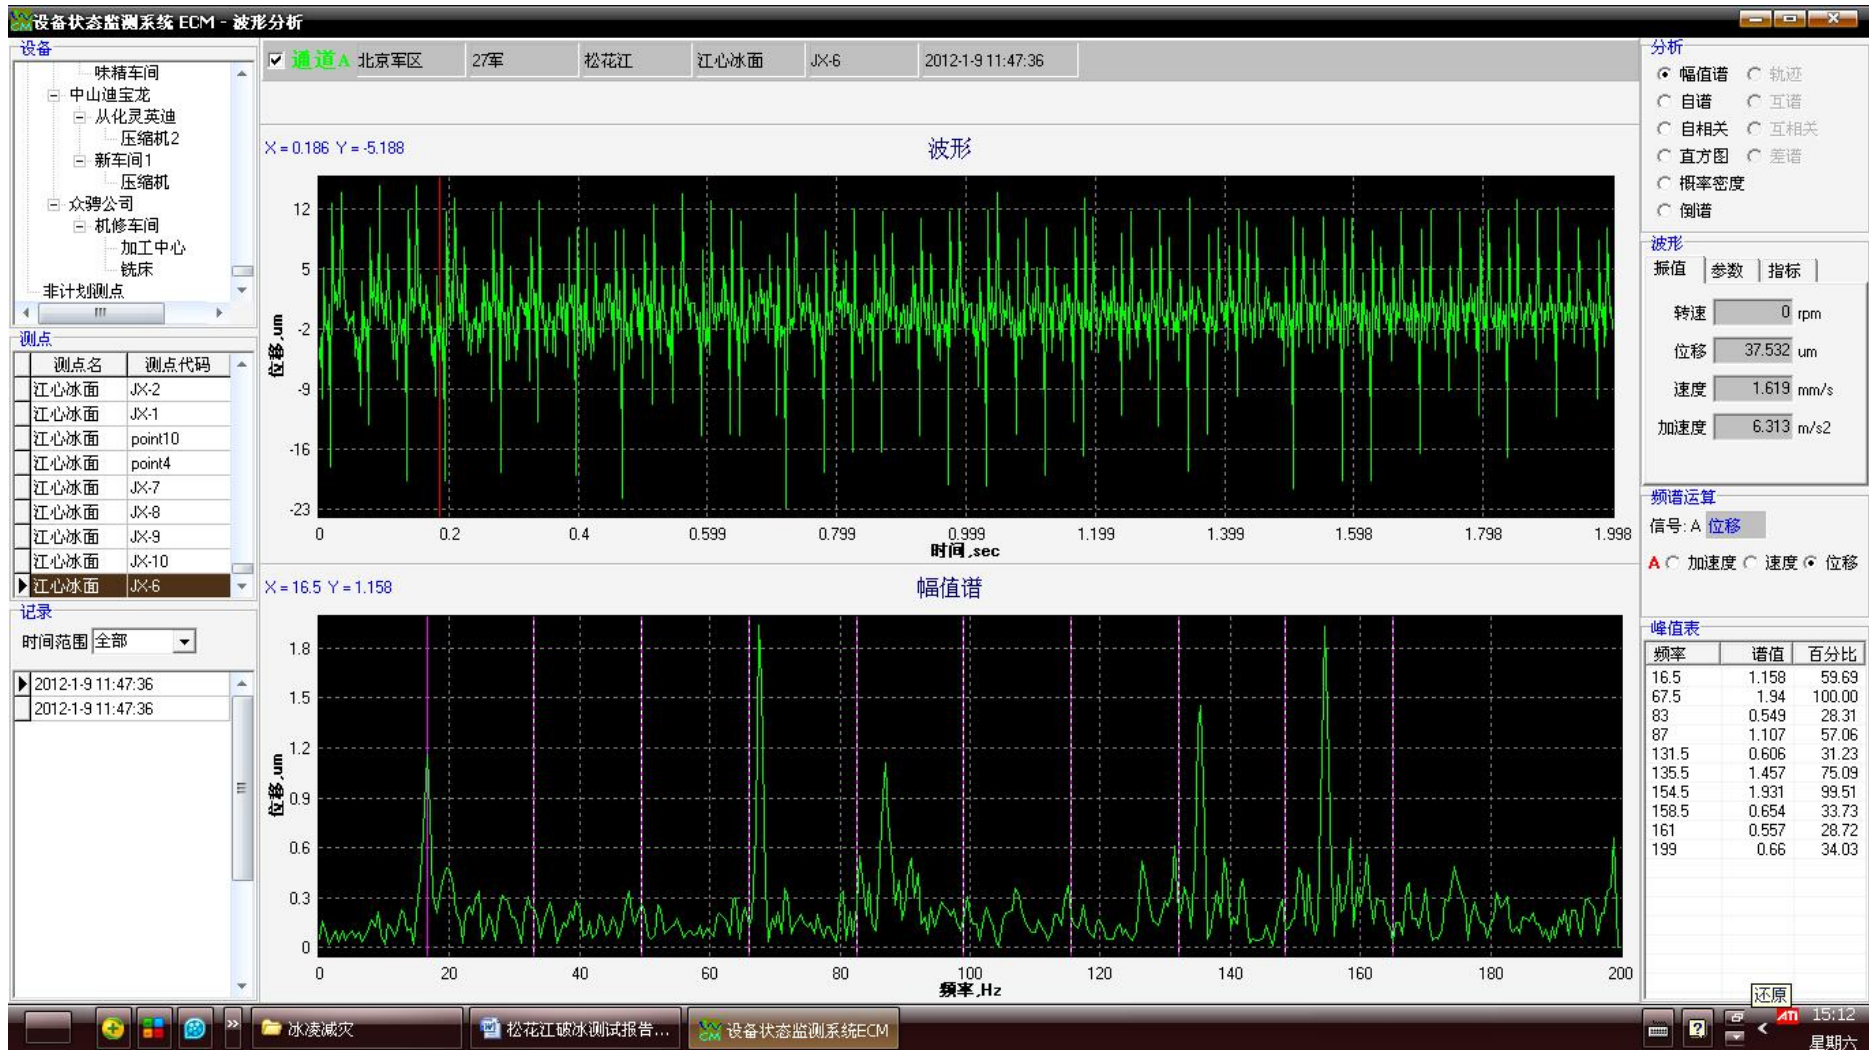 设备状态监测系统 ECM - 波形分析
设备
味精车间
中山迪宝龙
从化灵英迪
压缩机2
新车间1
压缩机
众骋公司
机修车间
加工中心
铣床
非计划测点
测点
测点名 测点代码
江心冰面 JX-2
江心冰面 JX-1
江心冰面 point10
江心冰面 point4
江心冰面 JX-7
江心冰面 JX-8
江心冰面 JX-9
江心冰面 JX-10
江心冰面 JX-6
记录
时间范围 全部
2012-1-9 11:47:36
2012-1-9 11:47:36
通道A 北京军区 27军 松花江 江心冰面 JX-6 2012-1-9 11:47:36
X = 0.186 Y = -5.188
波形
12
5
-2
-9
-16
-23
位移,um
0 0.2 0.4 0.599 0.799 0.999 1.199 1.399 1.598 1.798 1.998
时间,sec
X = 16.5 Y = 1.158
幅值谱
1.8
1.5
1.2
0.9
0.6
0.3
0
位移,um
0 20 40 60 80 100 120 140 160 180 200
频率,Hz
分析
幅值谱 轨迹
自谱 互谱
自相关 互相关
直方图 差谱
概率密度
倒谱
波形
振值 参数 指标
转速 0 rpm
位移 37.532 um
速度 1.619 mm/s
加速度 6.313 m/s2
频谱运算
信号: A 位移
A 加速度 速度 位移
峰值表
频率 谱值 百分比
16.5 1.158 59.69
67.5 1.94 100.00
83 0.549 28.31
87 1.107 57.06
131.5 0.606 31.23
135.5 1.457 75.09
154.5 1.931 99.51
158.5 0.654 33.73
161 0.557 28.72
199 0.66 34.03
还原
冰凌减灾
松花江破冰测试报告...
设备状态监测系统ECM
ATI
15:12
星期六